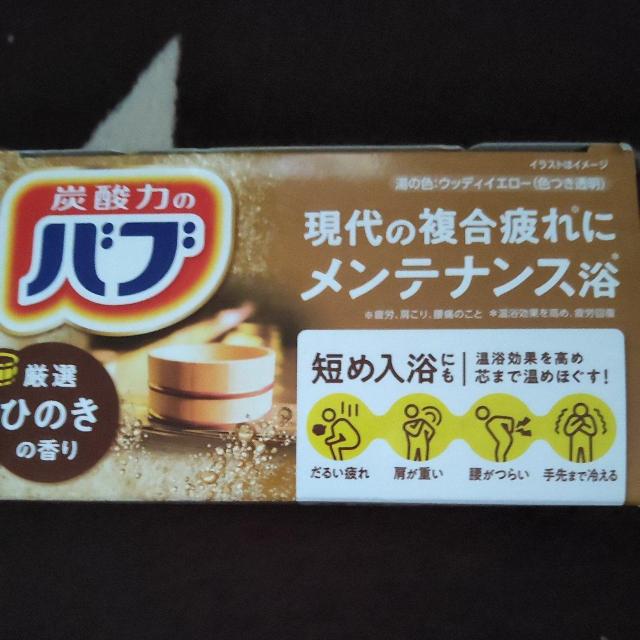 炭酸力の
バブ
厳選
ひのき
の香り
イラストはイメージ
湯の色:ウッディイエロー(色つき透明)
現代の複合疲れ※に
メンテナンス浴*
※疲労、肩こり、腰痛のこと *温浴効果を高め、疲労回復
短め入浴にも
温浴効果を高め
芯まで温めほぐす!
だるい疲れ
肩が重い
腰がつらい
手先まで冷える